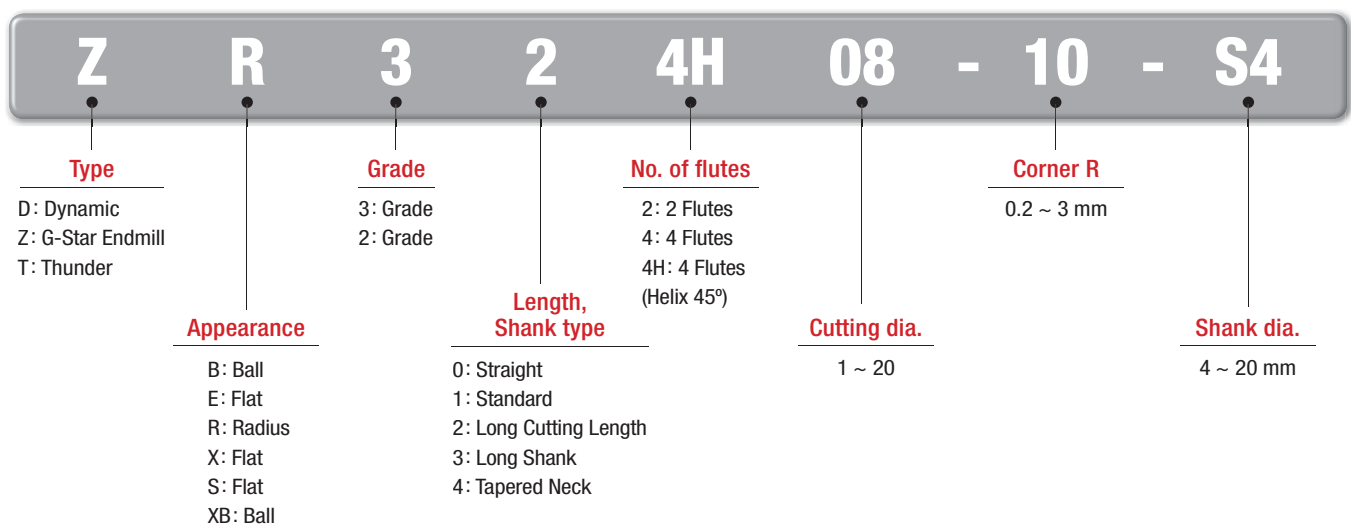 Z R 3 2 4H 08 - 10 - S4
Type
D: Dynamic
Z: G-Star Endmill
T: Thunder
Appearance
B: Ball
E: Flat
R: Radius
X: Flat
S: Flat
XB: Ball
Grade
3: Grade
2: Grade
Length,
Shank type
0: Straight
1: Standard
2: Long Cutting Length
3: Long Shank
4: Tapered Neck
No. of flutes
2: 2 Flutes
4: 4 Flutes
4H: 4 Flutes
(Helix 45º)
Cutting dia.
1 ~ 20
Corner R
0.2 ~ 3 mm
Shank dia.
4 ~ 20 mm